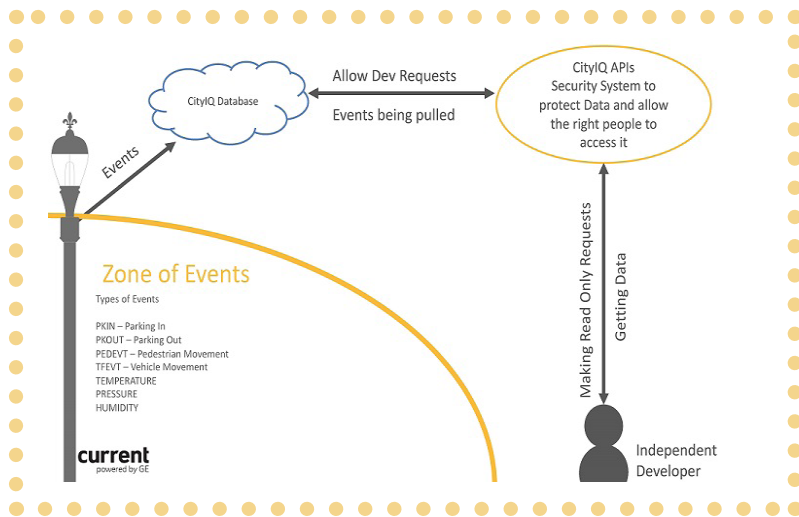 CityIQ Database
Allow Dev Requests
Events being pulled
CityIQ APIs
Security System to
protect Data and allow
the right people to
access it
Events
Zone of Events
Types of Events
PKIN – Parking In
PKOUT – Parking Out
PEDEVT – Pedestrian Movement
TFEVT – Vehicle Movement
TEMPERATURE
PRESSURE
HUMIDITY
Making Read Only Requests
Getting Data
current
powered by GE
Independent
Developer